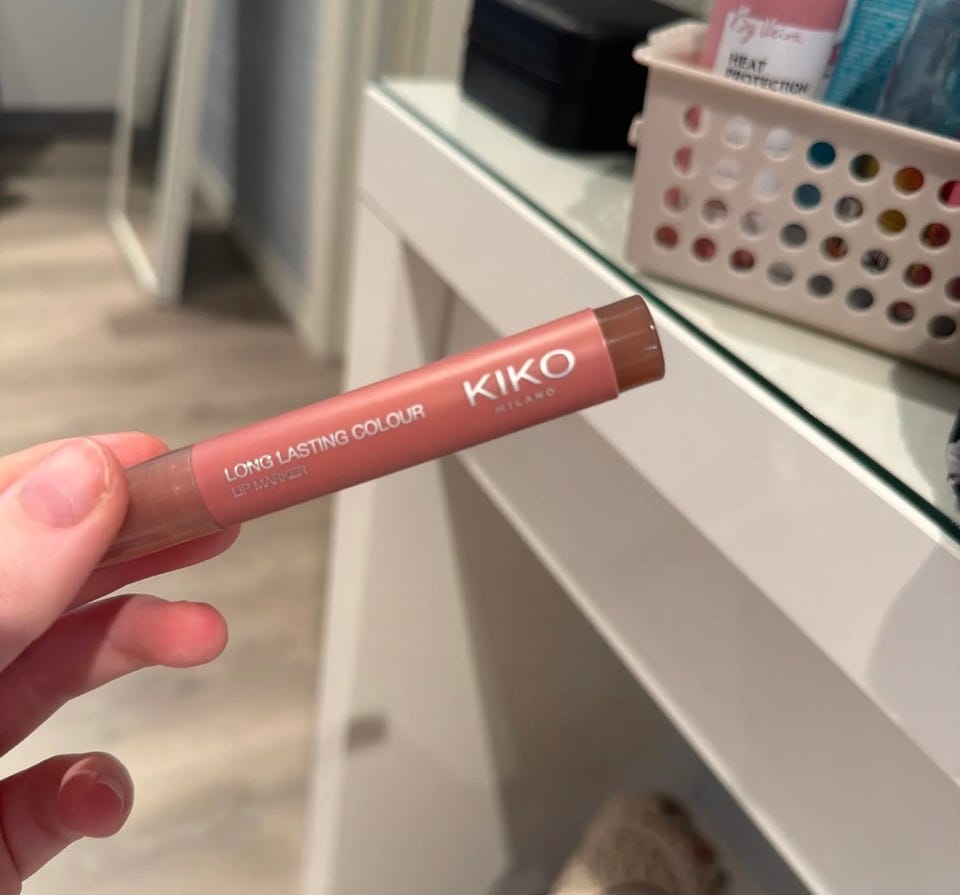 KIKO
MILANO
LONG LASTING COLOUR
LIP MARKER
HEAT
PROTECTION